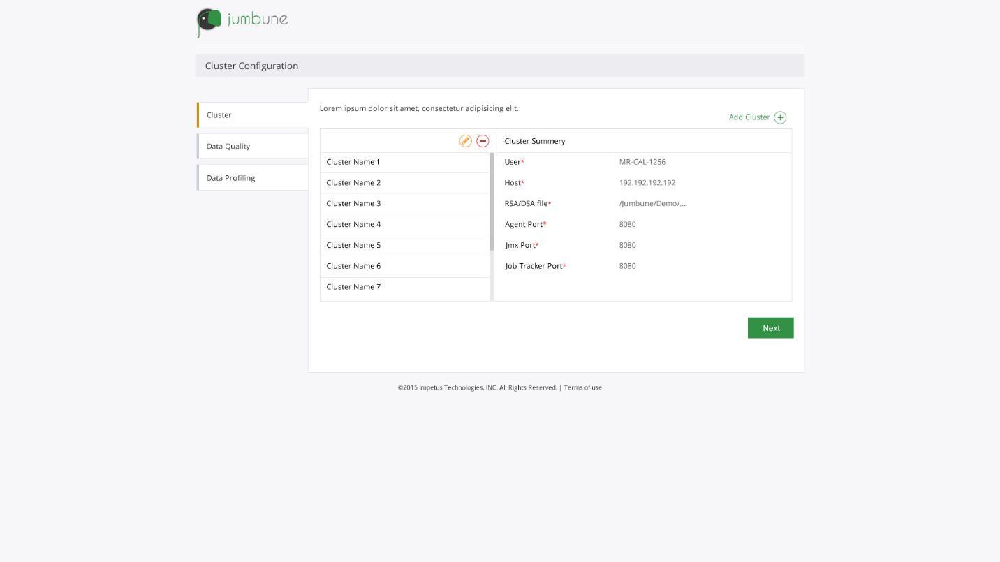 jumbune
Cluster Configuration
Cluster
Data Quality
Data Profiling
Lorem ipsum dolor sit amet, consectetur adipisicing elit.
Add Cluster
Cluster Name 1
Cluster Name 2
Cluster Name 3
Cluster Name 4
Cluster Name 5
Cluster Name 6
Cluster Name 7
Cluster Summery
User* MR-CAL-1256
Host* 192.192.192.192
RSA/DSA file* /Jumbune/Demo/...
Agent Port* 8080
Jmx Port* 8080
Job Tracker Port* 8080
Next
©2015 Impetus Technologies, INC. All Rights Reserved. | Terms of use